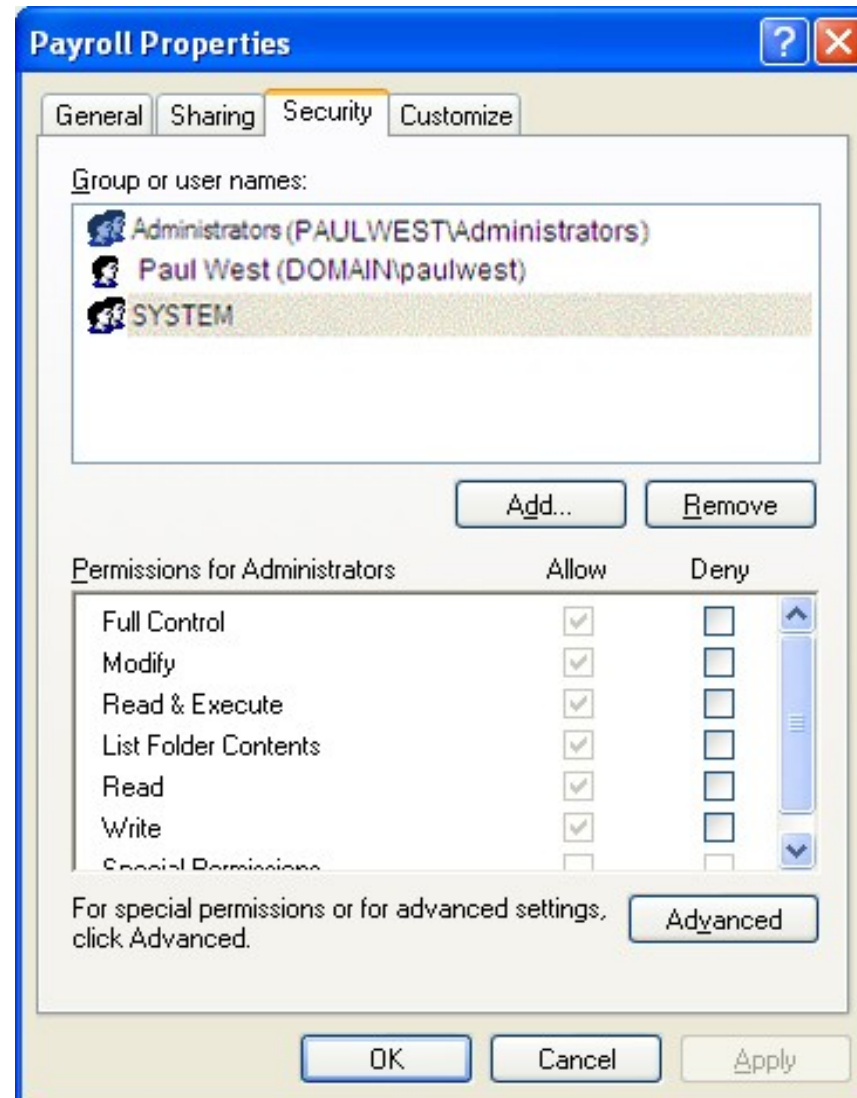 Payroll Properties
General Sharing Security Customize
Group or user names:
Administrators (PAULWEST\Administrators)
Paul West (DOMAIN\paulwest)
SYSTEM
Add... Remove
Permissions for Administrators Allow Deny
Full Control
Modify
Read & Execute
List Folder Contents
Read
Write
Special Permissions
For special permissions or for advanced settings, Advanced
click Advanced.
OK Cancel Apply